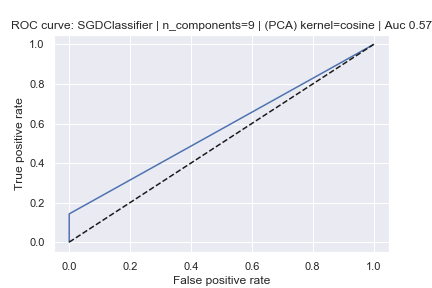 ROC curve: SGDClassifier | n_components=9 | (PCA) kernel=cosine | Auc 0.57
1.0
0.8
0.6
0.4
0.2
0.0
True positive rate
0.0 0.2 0.4 0.6 0.8 1.0
False positive rate